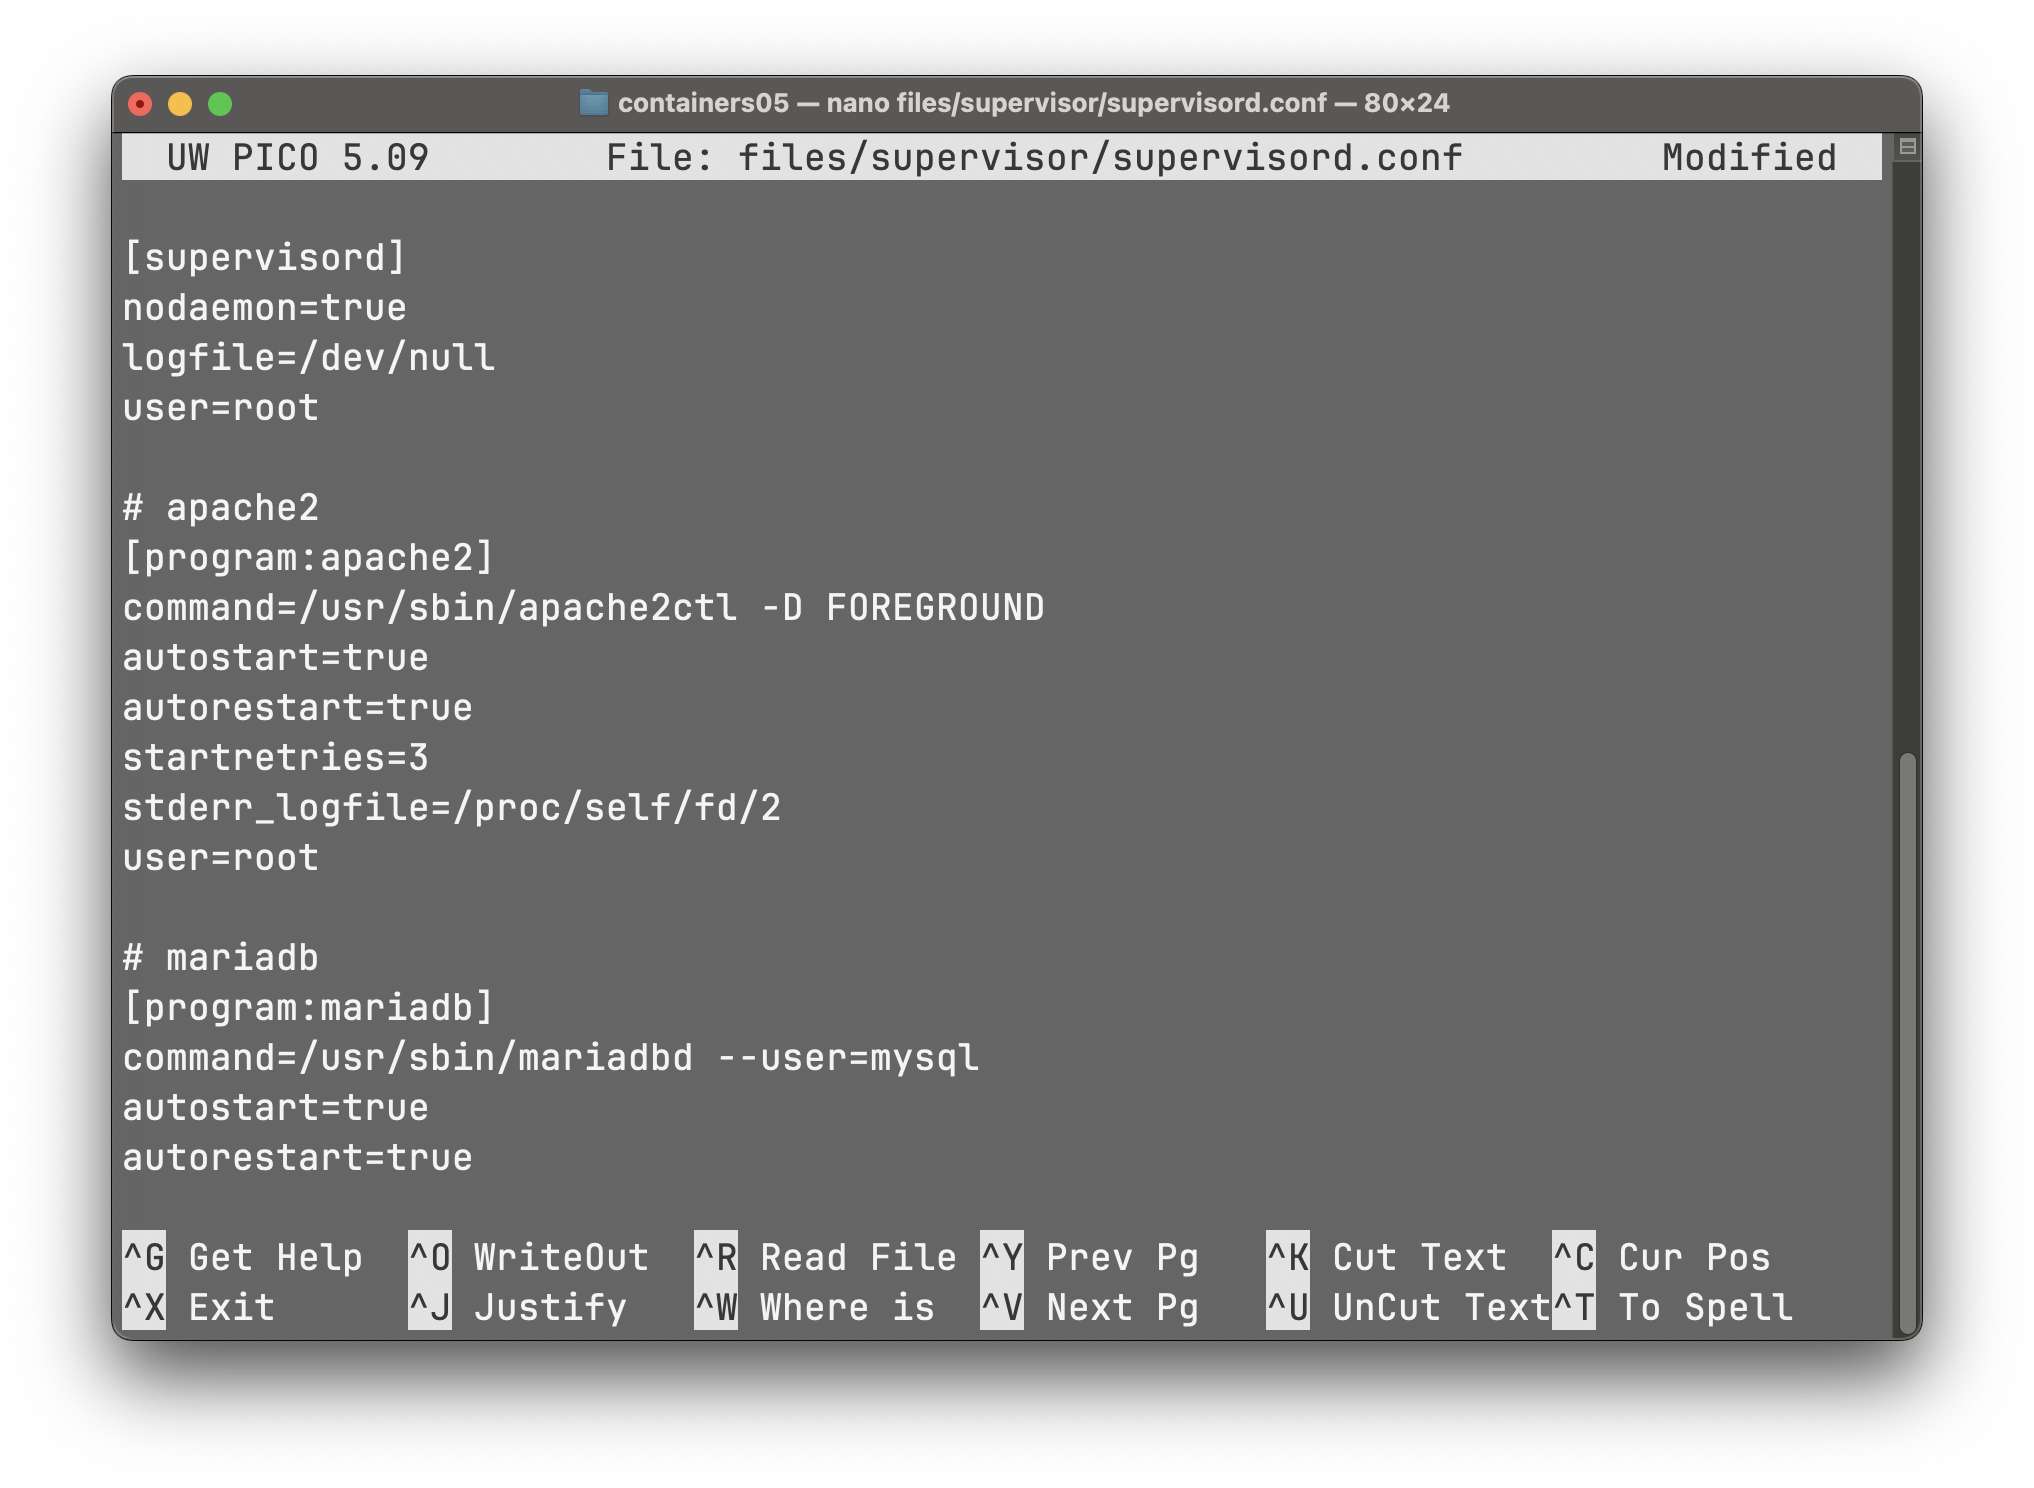 containers05 — nano files/supervisor/supervisord.conf — 80×24
UW PICO 5.09 File: files/supervisor/supervisord.conf Modified
[supervisord]
nodaemon=true
logfile=/dev/null
user=root
# apache2
[program:apache2]
command=/usr/sbin/apache2ctl -D FOREGROUND
autostart=true
autorestart=true
startretries=3
stderr_logfile=/proc/self/fd/2
user=root
# mariadb
[program:mariadb]
command=/usr/sbin/mariadbd --user=mysql
autostart=true
autorestart=true
^G Get Help ^O WriteOut ^R Read File ^Y Prev Pg ^K Cut Text ^C Cur Pos
^X Exit ^J Justify ^W Where is ^V Next Pg ^U UnCut Text ^T To Spell